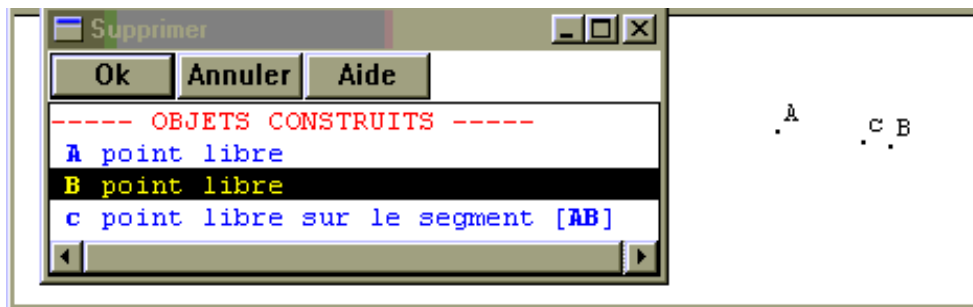 Supprimer
Ok Annuler Aide
----- OBJETS CONSTRUITS -----
A point libre
B point libre
c point libre sur le segment [AB]
A
c B